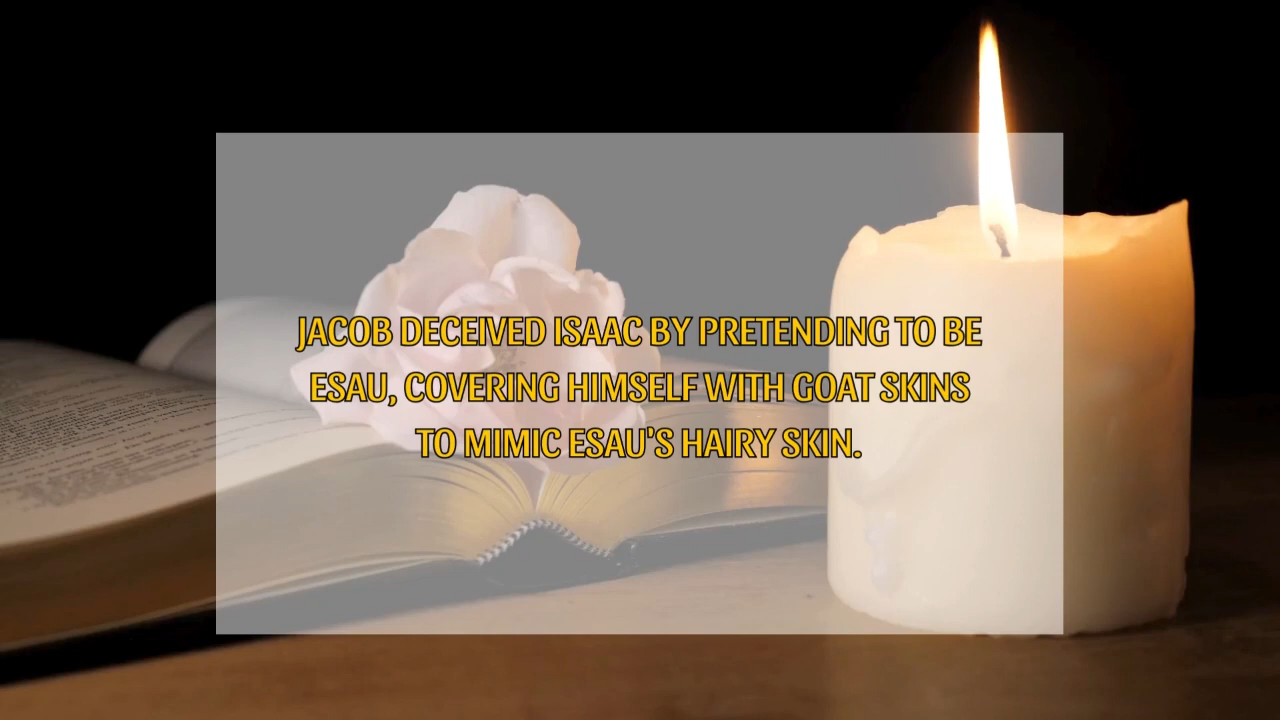 JACOB DECEIVED ISAAC BY PRETENDING TO BE
ESAU, COVERING HIMSELF WITH GOAT SKINS
TO MIMIC ESAU'S HAIRY SKIN.